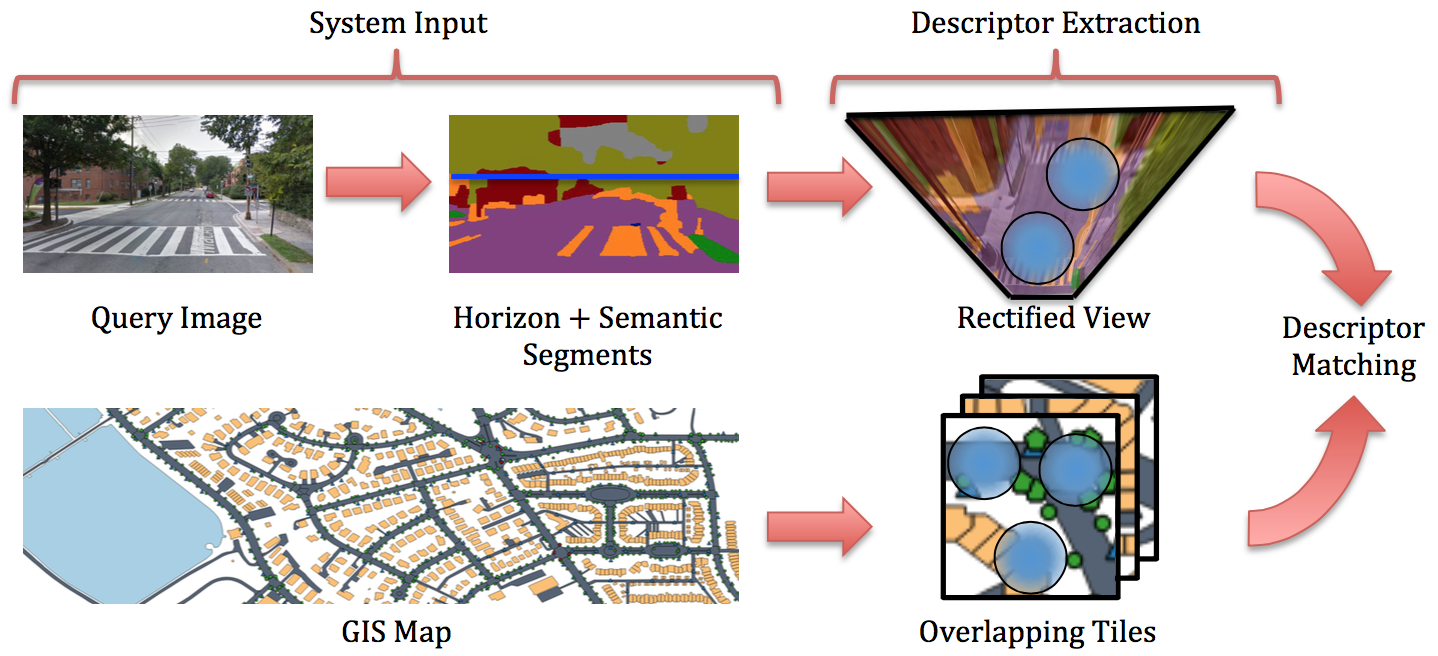 System Input
Descriptor Extraction
Query Image
Horizon + Semantic
Segments
Rectified View
Descriptor
Matching
GIS Map
Overlapping Tiles